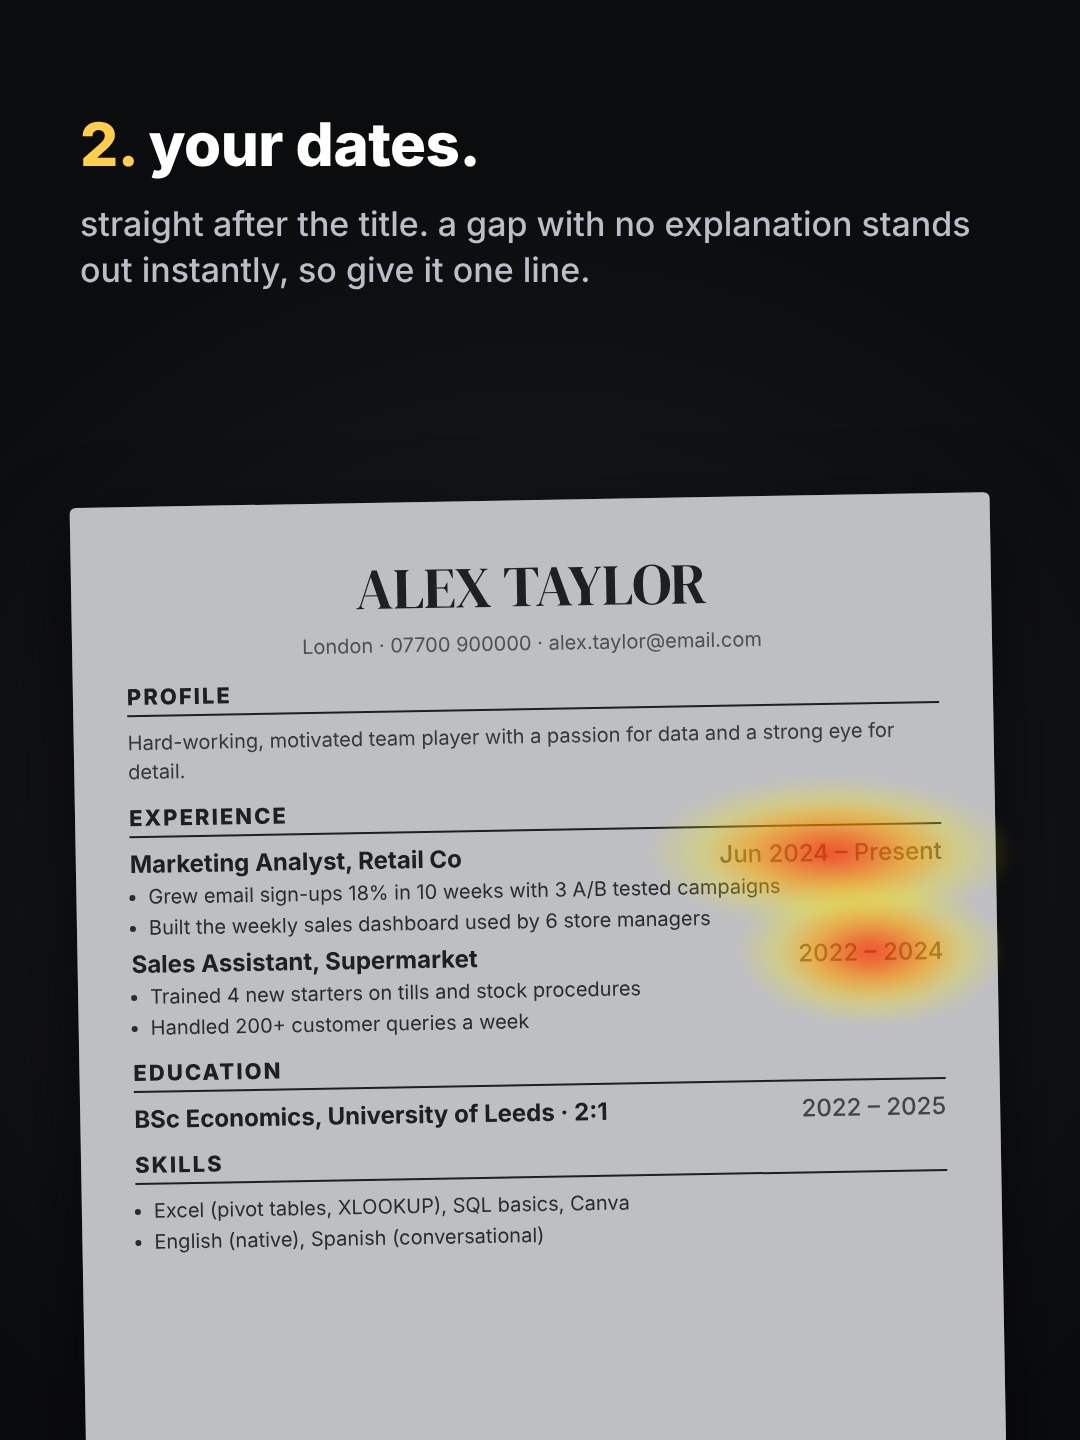 2. your dates.
straight after the title. a gap with no explanation stands
out instantly, so give it one line.
ALEX TAYLOR
London · 07700 900000 · alex.taylor@email.com
PROFILE
Hard-working, motivated team player with a passion for data and a strong eye for
detail.
EXPERIENCE
Marketing Analyst, Retail Co Jun 2024 – Present
• Grew email sign-ups 18% in 10 weeks with 3 A/B tested campaigns
• Built the weekly sales dashboard used by 6 store managers
Sales Assistant, Supermarket 2022 – 2024
• Trained 4 new starters on tills and stock procedures
• Handled 200+ customer queries a week
EDUCATION
BSc Economics, University of Leeds · 2:1 2022 – 2025
SKILLS
• Excel (pivot tables, XLOOKUP), SQL basics, Canva
• English (native), Spanish (conversational)